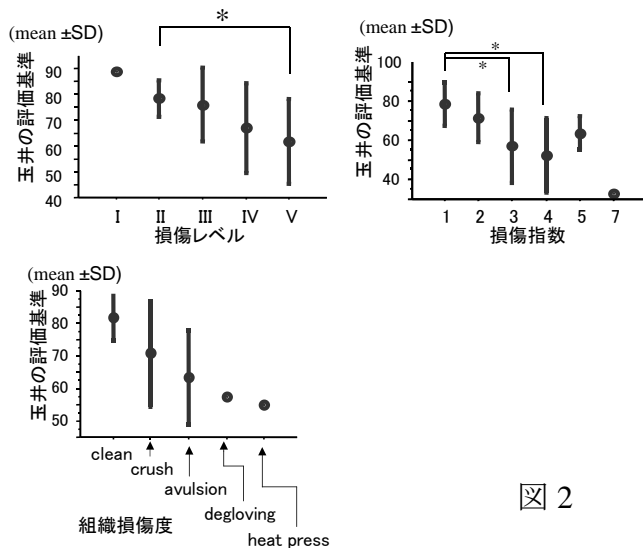 (mean ±SD)
*
玉井の評価基準
90
80
70
60
50
40
I II III IV V
損傷レベル
(mean ±SD)
*
*
玉井の評価基準
100
80
60
40
1 2 3 4 5 7
損傷指数
(mean ±SD)
玉井の評価基準
90
80
70
60
50
clean
crush
avulsion
degloving
heat press
組織損傷度
図 2